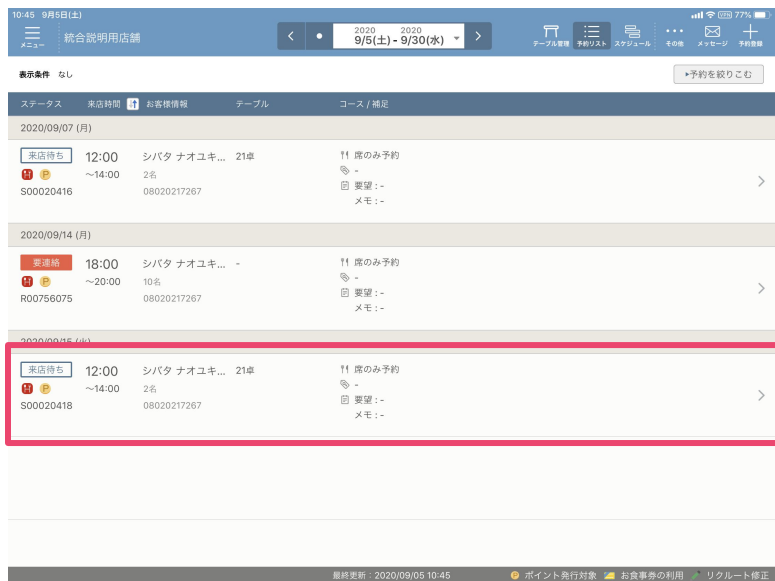 10:45 9月5日(土)
77%
メニュー
統合説明用店舗
2020 2020
9/5(土) - 9/30(水)
テーブル管理 予約リスト スケジュール その他 メッセージ 予約登録
表示条件 なし
▸予約を絞りこむ
ステータス 来店時間 お客様情報 テーブル コース / 補足
2020/09/07 (月)
来店待ち 12:00 シバタ ナオユキ... 21卓 席のみ予約
P ~14:00 2名 -
S00020416 08020217267 要望 : -
メモ : -
2020/09/14 (月)
要連絡 18:00 シバタ ナオユキ... - 席のみ予約
P ~20:00 10名 -
R00756075 08020217267 要望 : -
メモ : -
2020/09/15 (火)
来店待ち 12:00 シバタ ナオユキ... 21卓 席のみ予約
P ~14:00 2名 -
S00020418 08020217267 要望 : -
メモ : -
最終更新 : 2020/09/05 10:45 P ポイント発行対象 お食事券の利用 リクルート修正